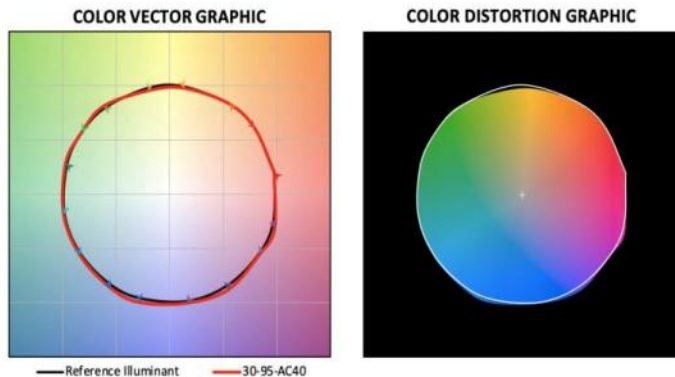 COLOR VECTOR GRAPHIC
COLOR DISTORTION GRAPHIC
Reference Illuminant
30-95-AC40